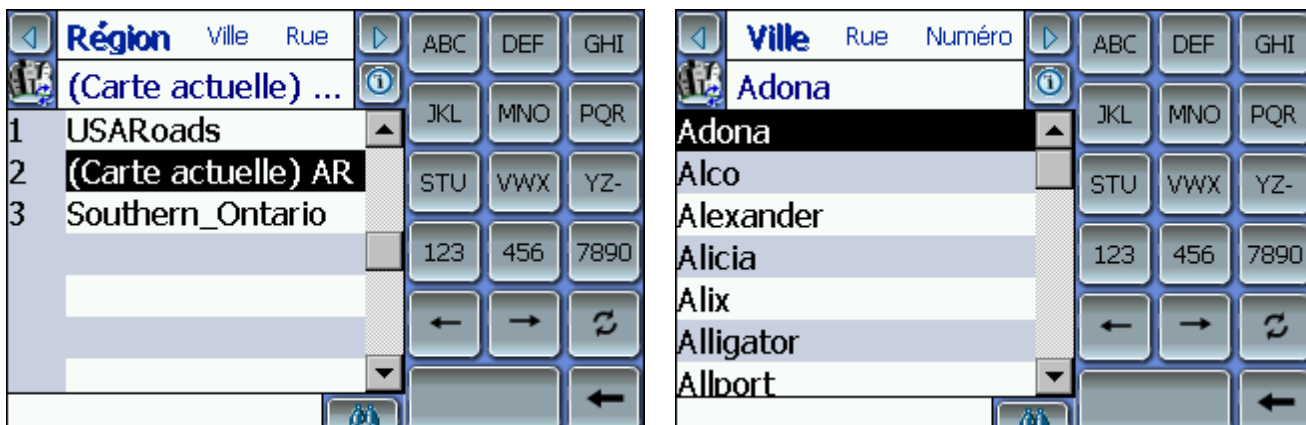 Région Ville Rue
(Carte actuelle) ...
1 USARoads
2 (Carte actuelle) AR
3 Southern_Ontario
ABC DEF GHI
JKL MNO PQR
STU VWX YZ-
123 456 7890
Ville Rue Numéro
Adona
Adona
Alco
Alexander
Alicia
Alix
Alligator
Allport
ABC DEF GHI
JKL MNO PQR
STU VWX YZ-
123 456 7890